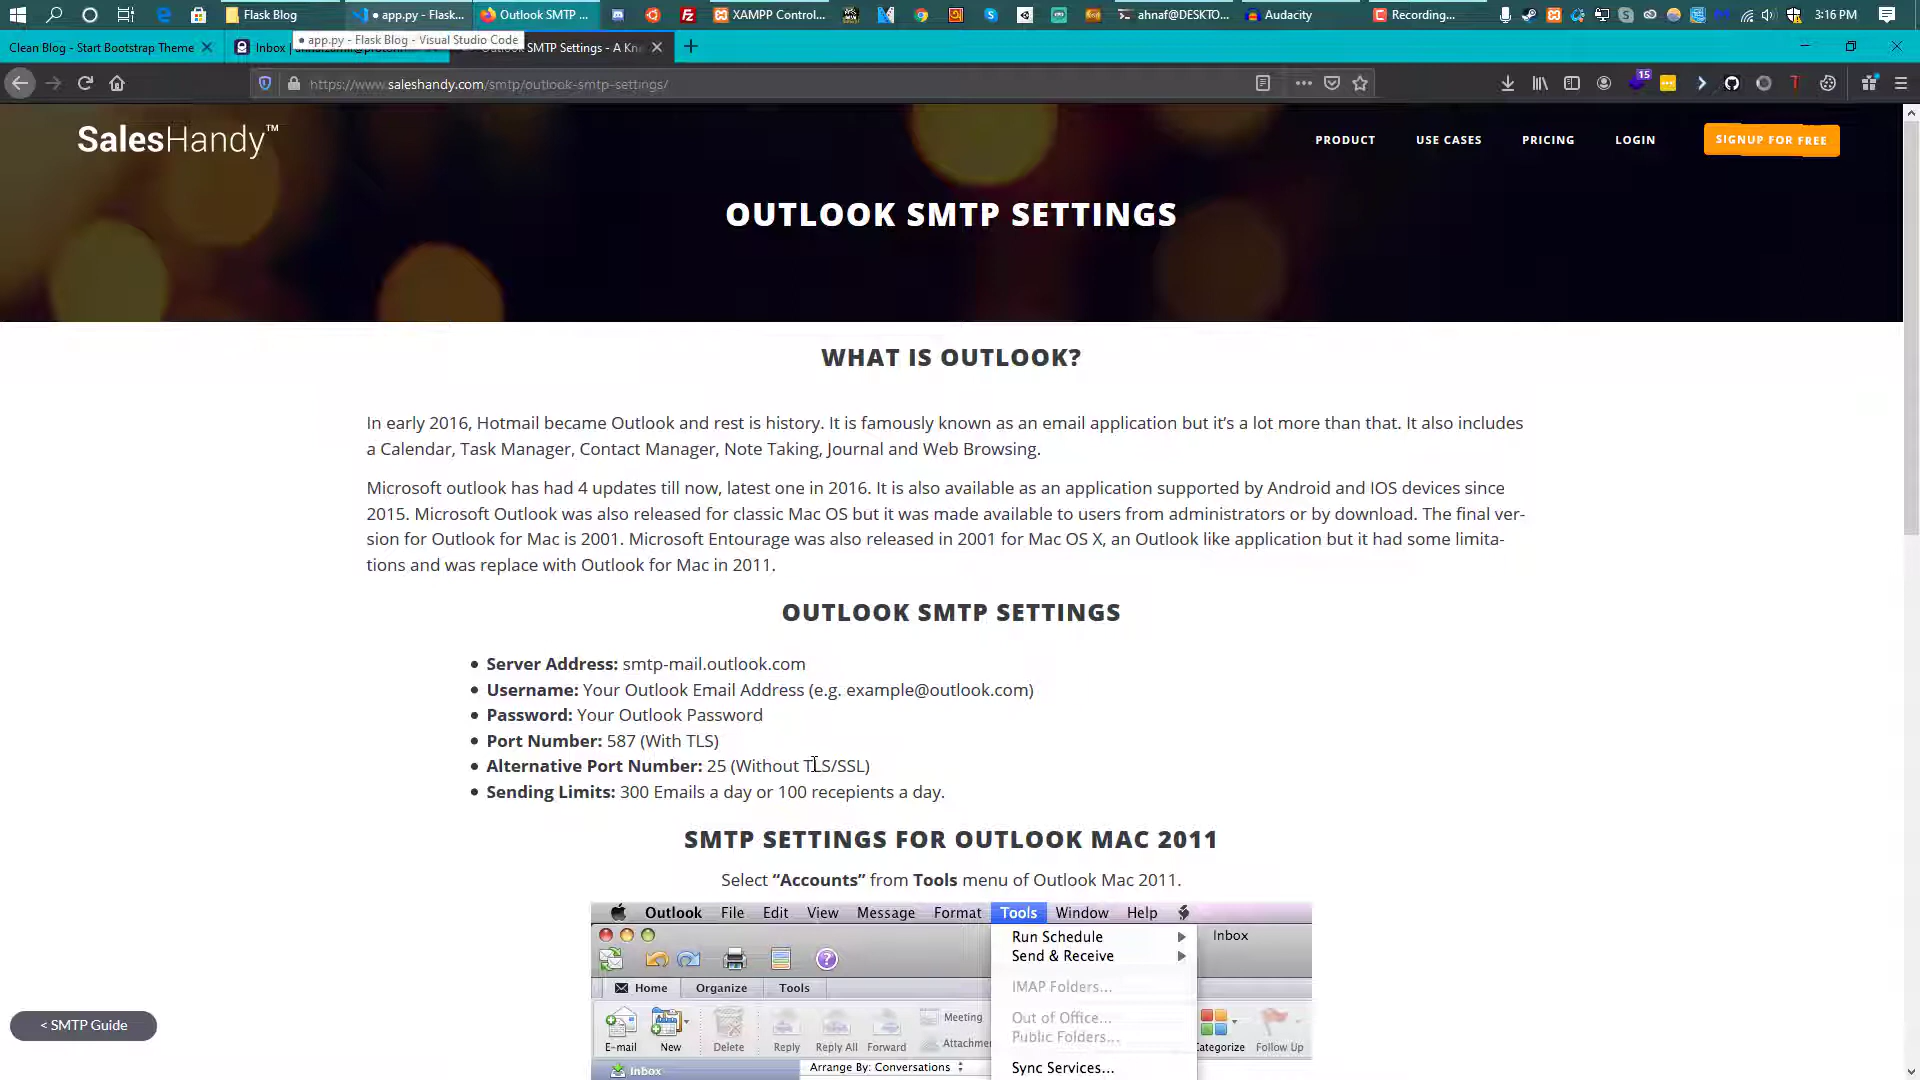 Flask Blog
● app.py - Flask...
Outlook SMTP ...
XAMPP Control...
ahnaf@DESKTO...
Audacity
Recording...
3:16 PM
Clean Blog - Start Bootstrap Theme
Inbox |
● app.py - Flask Blog - Visual Studio Code
SMTP Settings - A Kn
https://www.saleshandy.com/smtp/outlook-smtp-settings/
15
SalesHandy™
PRODUCT
USE CASES
PRICING
LOGIN
SIGNUP FOR FREE
OUTLOOK SMTP SETTINGS
WHAT IS OUTLOOK?
In early 2016, Hotmail became Outlook and rest is history. It is famously known as an email application but it’s a lot more than that. It also includes
a Calendar, Task Manager, Contact Manager, Note Taking, Journal and Web Browsing.
Microsoft outlook has had 4 updates till now, latest one in 2016. It is also available as an application supported by Android and IOS devices since
2015. Microsoft Outlook was also released for classic Mac OS but it was made available to users from administrators or by download. The final ver-
sion for Outlook for Mac is 2001. Microsoft Entourage was also released in 2001 for Mac OS X, an Outlook like application but it had some limita-
tions and was replace with Outlook for Mac in 2011.
OUTLOOK SMTP SETTINGS
• Server Address: smtp-mail.outlook.com
• Username: Your Outlook Email Address (e.g. example@outlook.com)
• Password: Your Outlook Password
• Port Number: 587 (With TLS)
• Alternative Port Number: 25 (Without TLS/SSL)
• Sending Limits: 300 Emails a day or 100 recepients a day.
SMTP SETTINGS FOR OUTLOOK MAC 2011
Select “Accounts” from Tools menu of Outlook Mac 2011.
Outlook File Edit View Message Format Tools Window Help
Run Schedule
Inbox
Send & Receive
Home Organize Tools
IMAP Folders...
Out of Office...
Public Folders...
Meeting
Attachme
E-mail New Delete Reply Reply All Forward
ategorize Follow Up
Sync Services...
Inbox
Arrange By: Conversations
< SMTP Guide